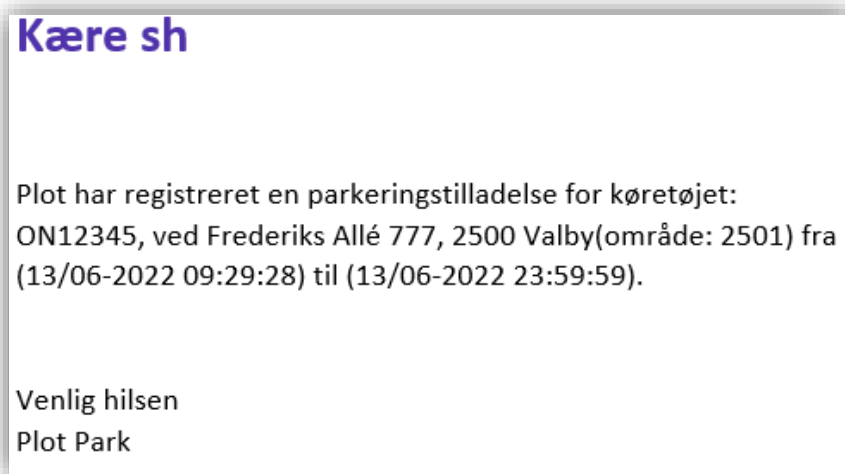 Kære sh
Plot har registreret en parkeringstilladelse for køretøjet:
ON12345, ved Frederiks Allé 777, 2500 Valby(område: 2501) fra
(13/06-2022 09:29:28) til (13/06-2022 23:59:59).
Venlig hilsen
Plot Park